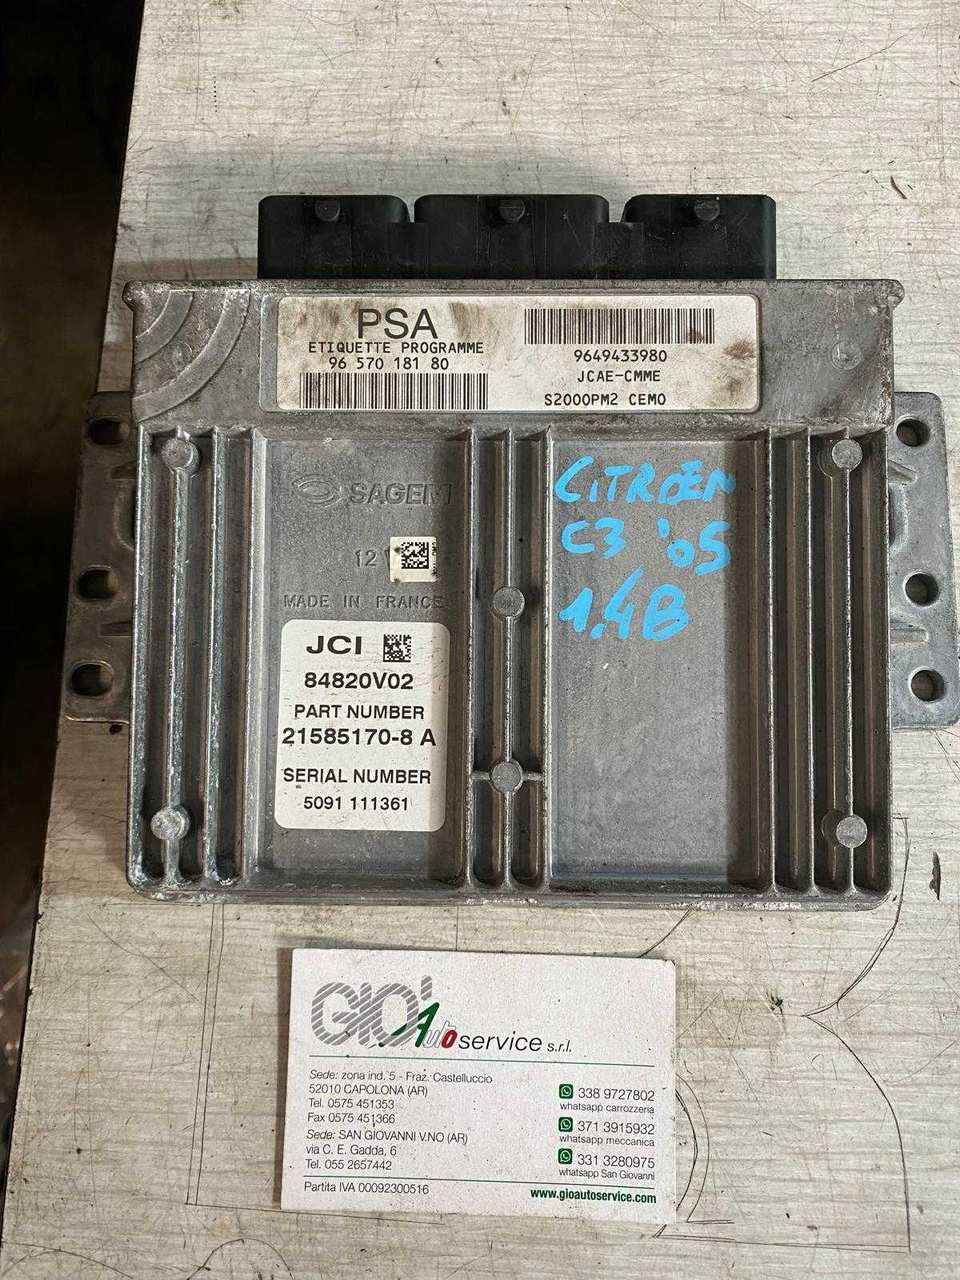 PSA
ETIQUETTE PROGRAMME
96 570 181 80
9649433980
JCAE-CMME
S2000PM2 CEMO
181
SAGEM
12
MADE IN FRANCE
CITROEN
C3 '05
1.4B
JCI
84820V02
PART NUMBER
21585170-8 A
SERIAL NUMBER
5091 111361
GIO'
Autoservice s.r.l.
Sede: zona ind. 5 - Fraz. Castelluccio
52010 CAPOLONA (AR)
Tel. 0575 451353
Fax 0575 451366
Sede: SAN GIOVANNI V.NO (AR)
via C. E. Gadda, 6
Tel. 055 2657442
Partita IVA 00092300516
338 9727802
whatsapp carrozzeria
371 3915932
whatsapp meccanica
331 3280975
whatsapp San Giovanni
www.gioautoservice.com